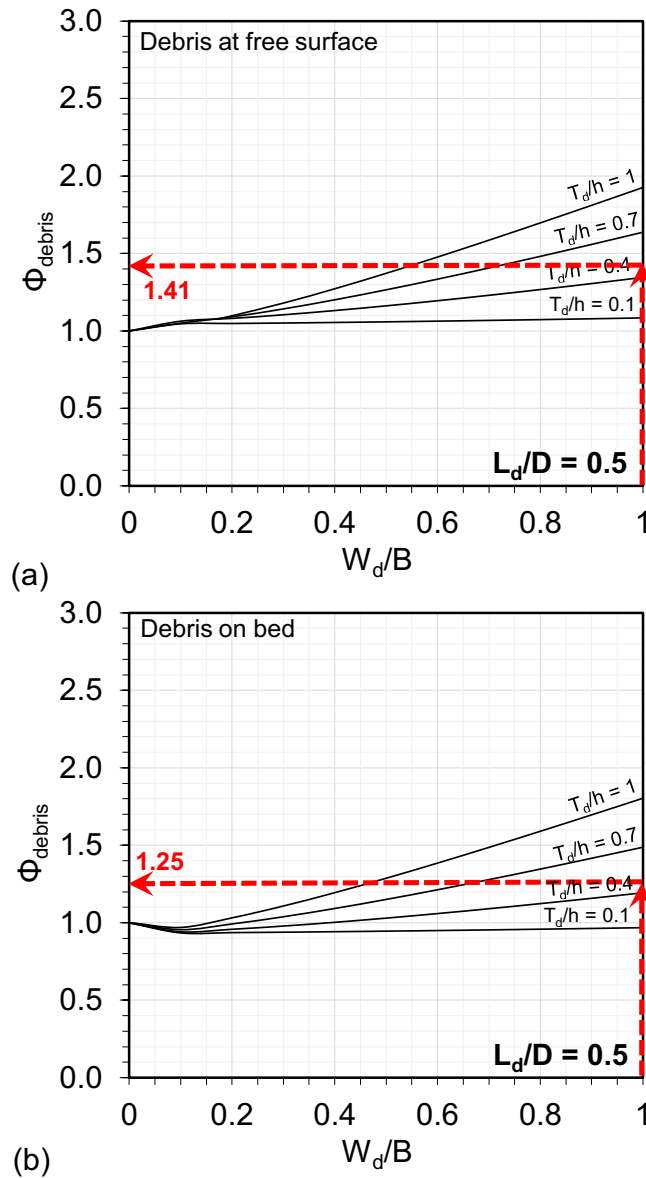 3.0
Debris at free surface
2.5
2.0
T_d/h = 1
T_d/h = 0.7
1.5
Φ_debris
1.41
T_d/h = 0.4
1.0
T_d/h = 0.1
0.5
L_d/D = 0.5
0.0
0 0.2 0.4 0.6 0.8 1
W_d/B
(a)
3.0
Debris on bed
2.5
2.0
T_d/h = 1
1.5
T_d/h = 0.7
Φ_debris
1.25
T_d/h = 0.4
1.0
T_d/h = 0.1
0.5
L_d/D = 0.5
0.0
0 0.2 0.4 0.6 0.8 1
W_d/B
(b)